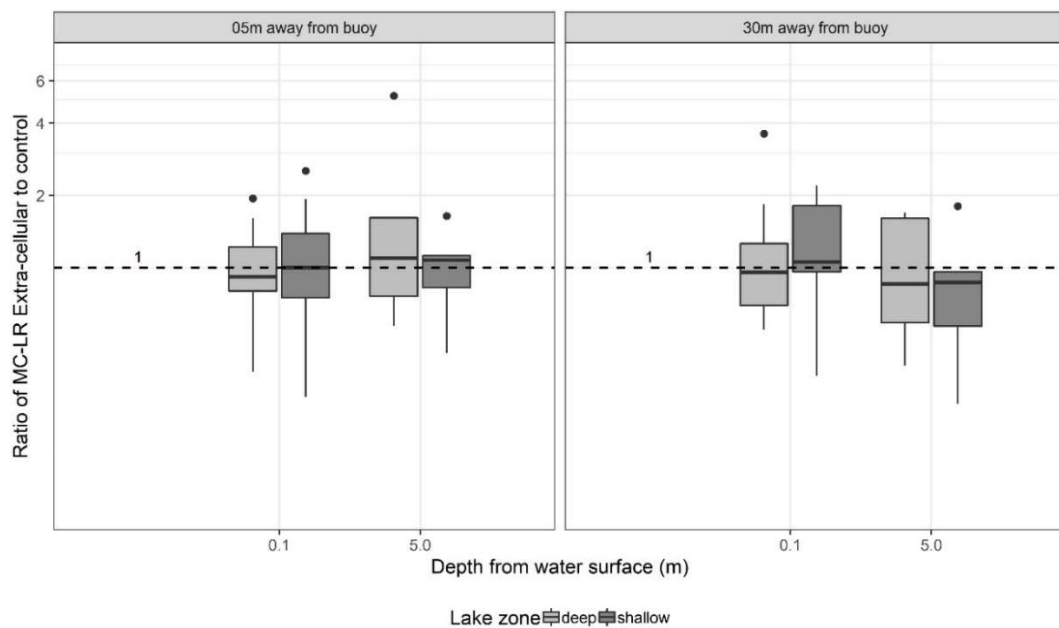 05m away from buoy
30m away from buoy
Ratio of MC-LR Extra-cellular to control
6
4
2
1
1
0.1
5.0
0.1
5.0
Depth from water surface (m)
Lake zone deep shallow